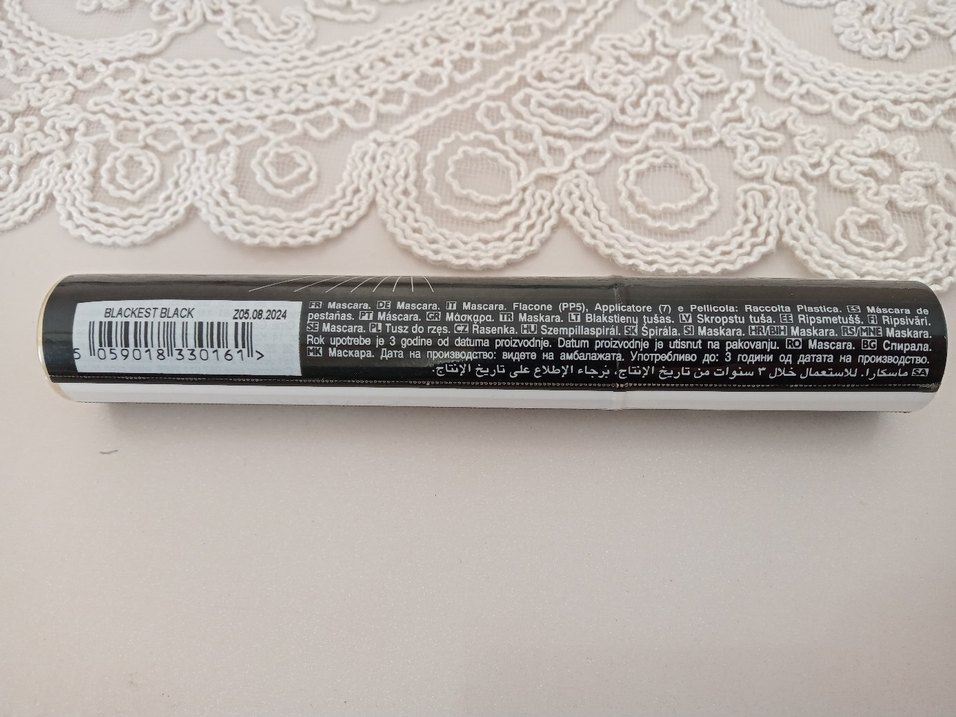 BLACKEST BLACK Z05.08.2024
5 059018 330161 >
FR Mascara. DE Mascara. IT Mascara. Flacone (PP5), Applicatore (7) e Pellicola: Raccolta Plastica. ES Máscara de
pestañas. PT Máscara. GR Μάσκαρα. TR Maskara. LT Blakstienų tušas. LV Skropstu tuša. EE Ripsmetušš. FI Ripsiväri.
SE Mascara. PL Tusz do rzęs. CZ Rasenka. HU Szempillaspirál. SK Špirála. SI Maskara. HR/BIH Maskara. RS/MNE Maskara.
Rok upotrebe je 3 godine od datuma proizvodnje. Datum proizvodnje je utisnut na pakovanju. RO Mascara. BG Спирала.
MK Маскара. Дата на производство: видете на амбалажата. Употребливо до: 3 години од датата на производство.
SA ماسكارا. للاستعمال خلال ٣ سنوات من تاريخ الإنتاج، برجاء الإطلاع على تاريخ الإنتاج.